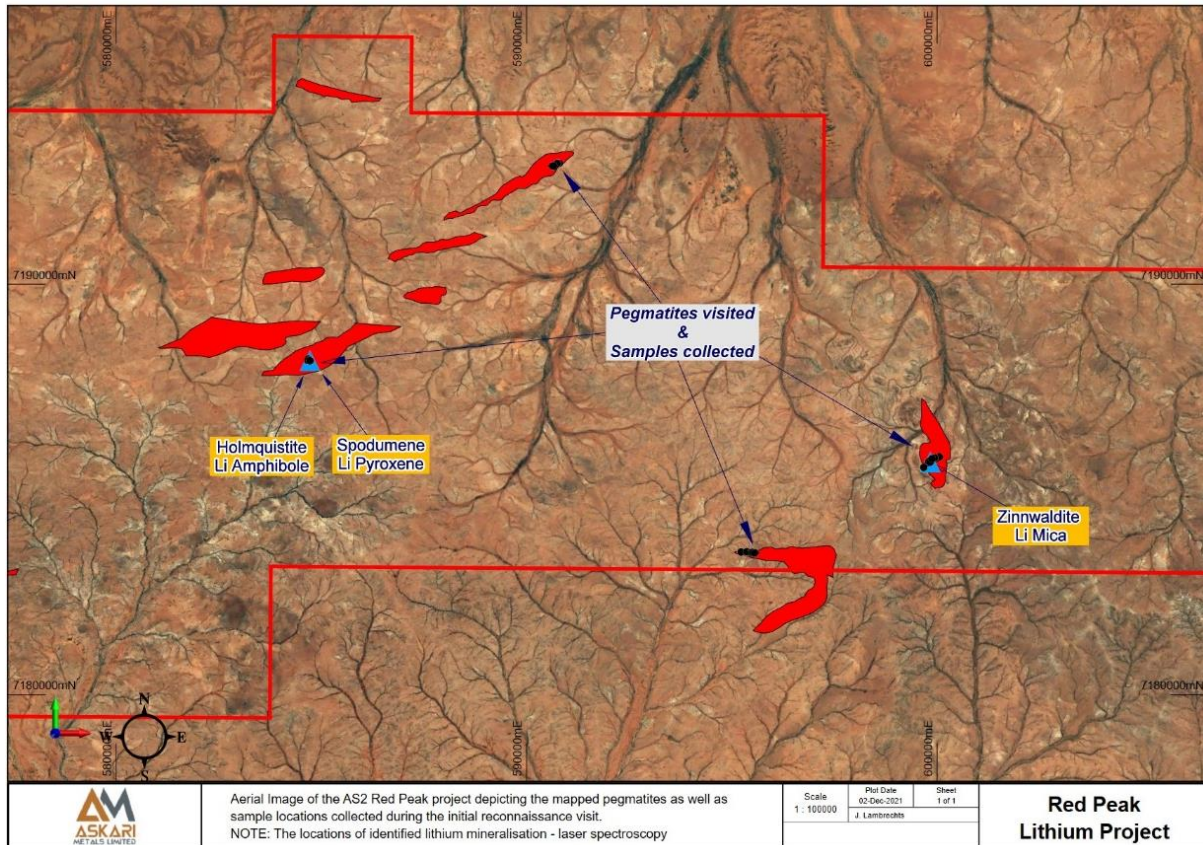 580000mE
590000mE
600000mE
7190000mN
7190000mN
Pegmatites visited
&
Samples collected
Holmquistite
Li Amphibole
Spodumene
Li Pyroxene
Zinnwaldite
Li Mica
7180000mN
7180000mN
N
W
E
S
580000mE
590000mE
600000mE
AM
ASKARI
METALS LIMITED
Aerial Image of the AS2 Red Peak project depicting the mapped pegmatites as well as
sample locations collected during the initial reconnaissance visit.
NOTE: The locations of identified lithium mineralisation - laser spectroscopy
Scale
1 : 100000
Plot Date
02-Dec-2021
Sheet
1 of 1
J. Lambrechts
Red Peak
Lithium Project